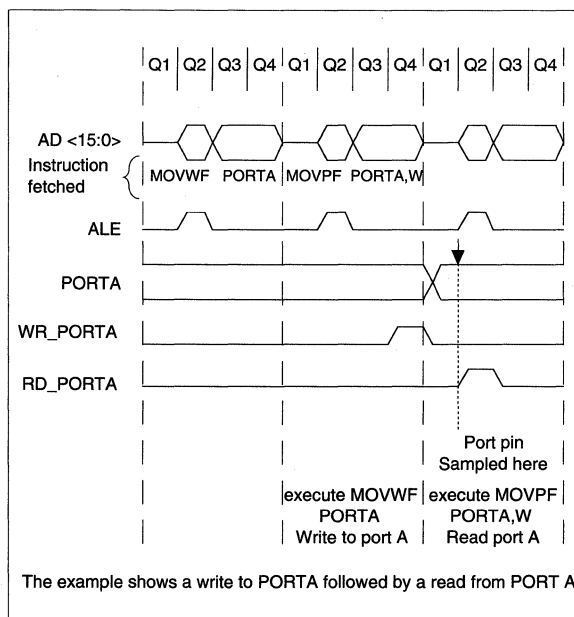 Q1 Q2 Q3 Q4 Q1 Q2 Q3 Q4 Q1 Q2 Q3 Q4
AD <15:0>
Instruction
fetched
MOVWF PORTA MOVPF PORTA,W
ALE
PORTA
WR_PORTA
RD_PORTA
Port pin
Sampled here
execute MOVWF
PORTA
Write to port A
execute MOVPF
PORTA,W
Read port A
The example shows a write to PORTA followed by a read from PORT A